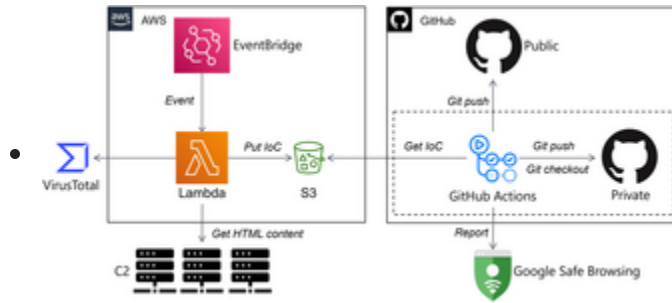 aws
AWS
GitHub
EventBridge
Public
Event
Git push
Put IoC
Get IoC
Git push
Git checkout
VirusTotal
Lambda
S3
GitHub Actions
Private
Get HTML content
Report
C2
Google Safe Browsing